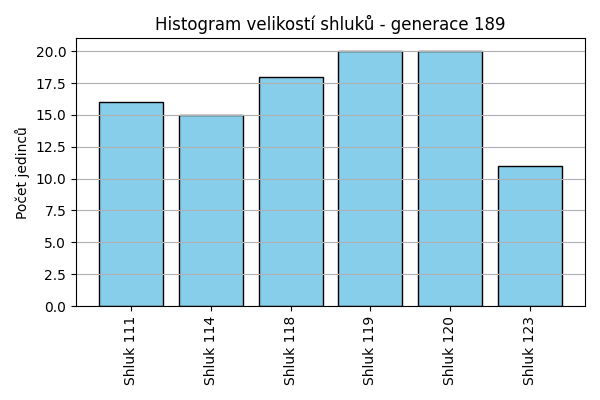 Histogram velikostí shluků - generace 189
Počet jedinců
20.0
17.5
15.0
12.5
10.0
7.5
5.0
2.5
0.0
Shluk 111
Shluk 114
Shluk 118
Shluk 119
Shluk 120
Shluk 123